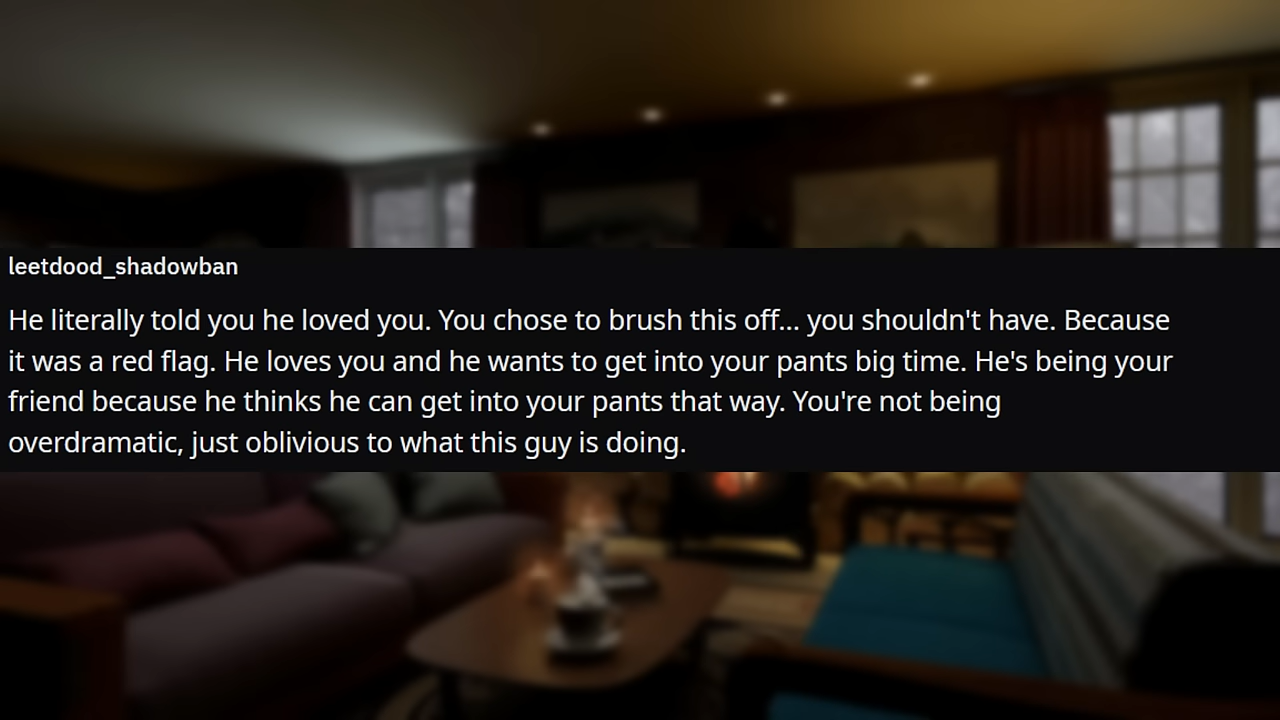 leetdood_shadowban
He literally told you he loved you. You chose to brush this off... you shouldn't have. Because
it was a red flag. He loves you and he wants to get into your pants big time. He's being your
friend because he thinks he can get into your pants that way. You're not being
overdramatic, just oblivious to what this guy is doing.